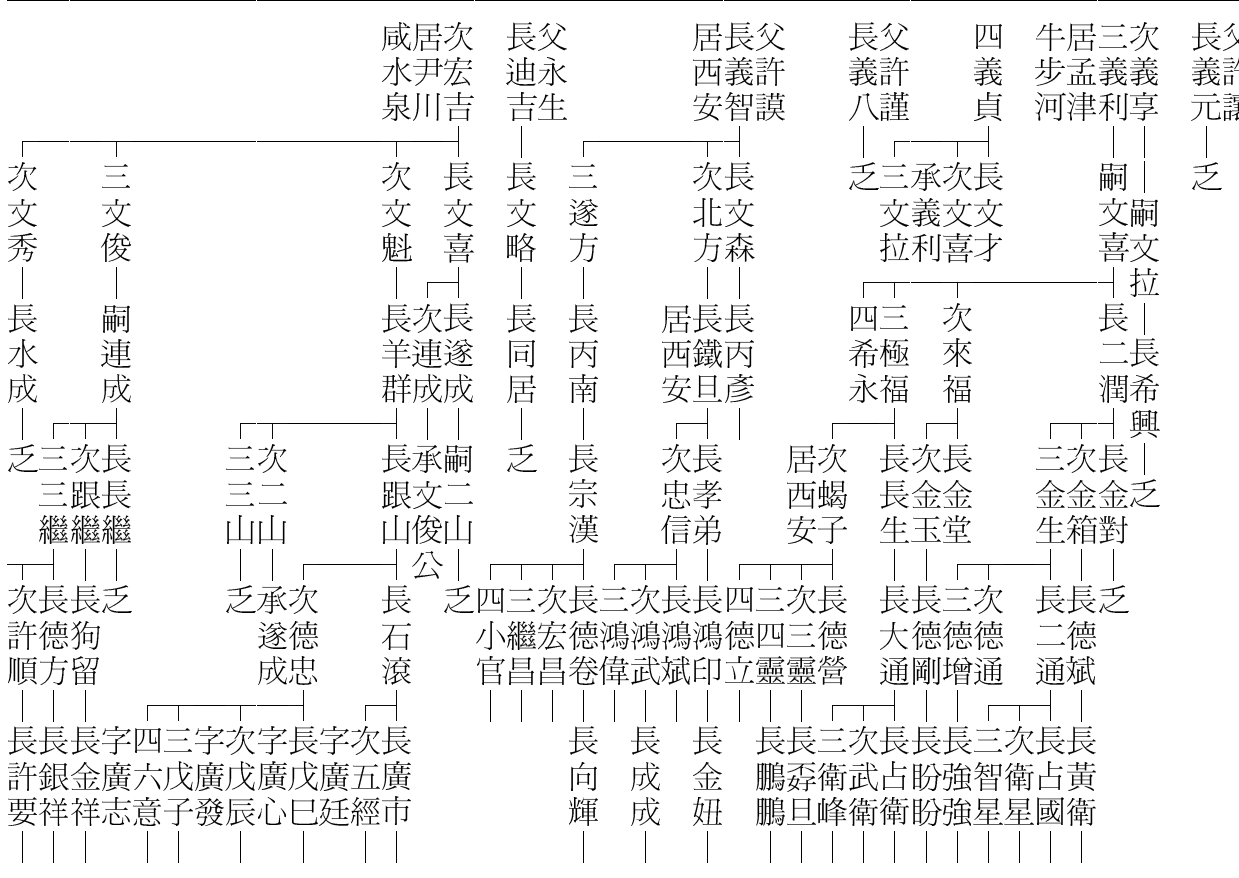 父許讓
長義元
次義享
三義利
居孟津
牛步河
四義貞
父許謹
長義八
父許謨
長義智
居西安
父永生
長迪吉
次宏吉
居尹川
咸水泉
乏
嗣文拉
嗣文喜
長文才
次文喜
承義利
三文拉
乏
長文森
次北方
三遂方
長文略
長文喜
次文魁
三文俊
次文秀
長希興
長二潤
次來福
三極福
四希永
長丙彥
長鐵旦
居西安
長丙南
長同居
長遂成
次連成
長羊群
嗣連成
長水成
乏
長金對
次金箱
三金生
長金堂
次金玉
長長生
次蝎子
居西安
長孝弟
次忠信
長宗漢
乏
嗣二山
承文俊公
長跟山
次二山
三三山
長長繼
次跟繼
三三繼
乏
乏
長德斌
長二通
次德通
三德增
長德剛
長大通
長德營
次三靈
三四靈
四德立
長鴻印
長鴻斌
次鴻武
三鴻偉
長德卷
次宏昌
三繼昌
四小官
乏
長石滾
次德忠
承遂成
乏
乏
長狗留
長德方
次許順
長黃衛
長占國
次衛星
三智星
長強強
長盼盼
長占衛
次武衛
三衛峰
長孬旦
長鵬鵬
長金妞
長成成
長向輝
長廣市
次五經
字廣廷
長戊巳
字廣心
次戊辰
字廣發
三戊子
四六意
字廣志
長金祥
長銀祥
長許要